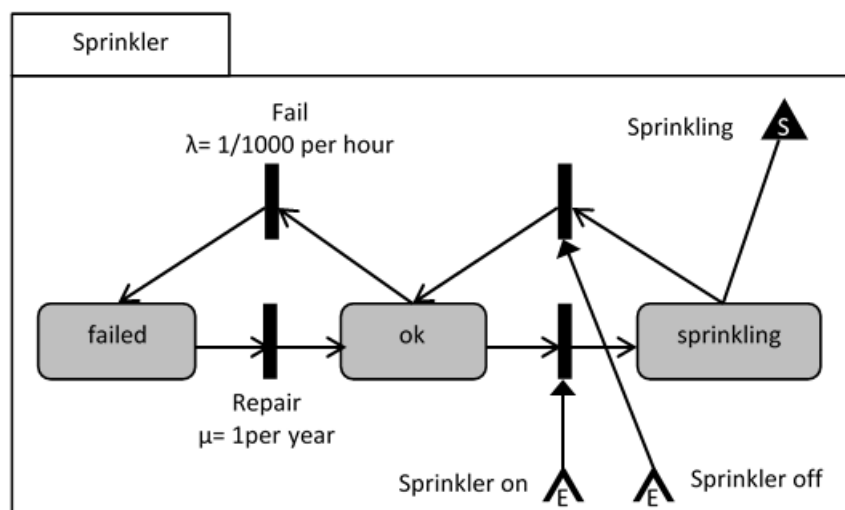 Sprinkler
Fail
λ= 1/1000 per hour
Sprinkling
S
failed
ok
sprinkling
Repair
μ= 1per year
Sprinkler on
E
E
Sprinkler off